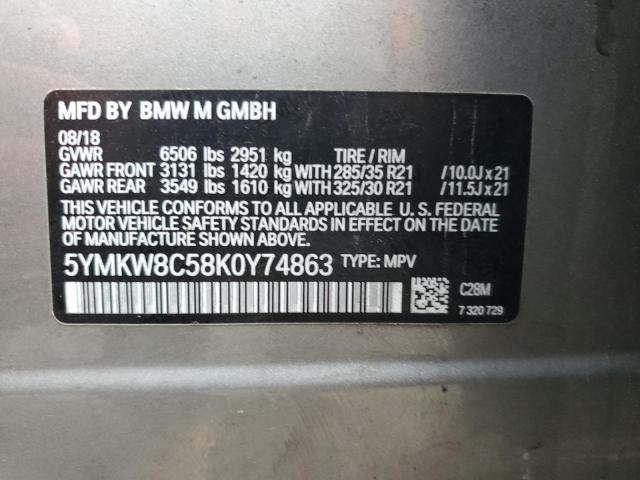 MFD BY BMW M GMBH
08/18
GVWR 6506 lbs 2951 kg TIRE / RIM
GAWR FRONT 3131 lbs 1420 kg WITH 285/35 R21 / 10.0J x 21
GAWR REAR 3549 lbs 1610 kg WITH 325/30 R21 / 11.5J x 21
THIS VEHICLE CONFORMS TO ALL APPLICABLE U. S. FEDERAL
MOTOR VEHICLE SAFETY STANDARDS IN EFFECT ON THE
DATE OF MANUFACTURE SHOWN ABOVE.
5YMKW8C58K0Y74863 TYPE: MPV
C28M
7 320 729